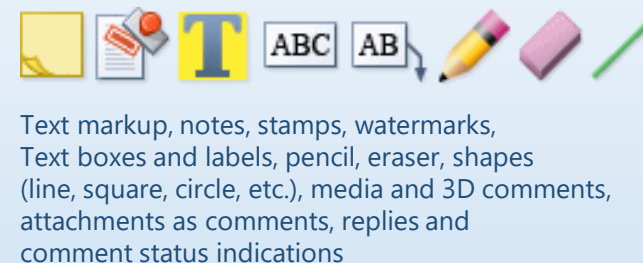 T ABC AB
Text markup, notes, stamps, watermarks,
Text boxes and labels, pencil, eraser, shapes
(line, square, circle, etc.), media and 3D comments,
attachments as comments, replies and
comment status indications